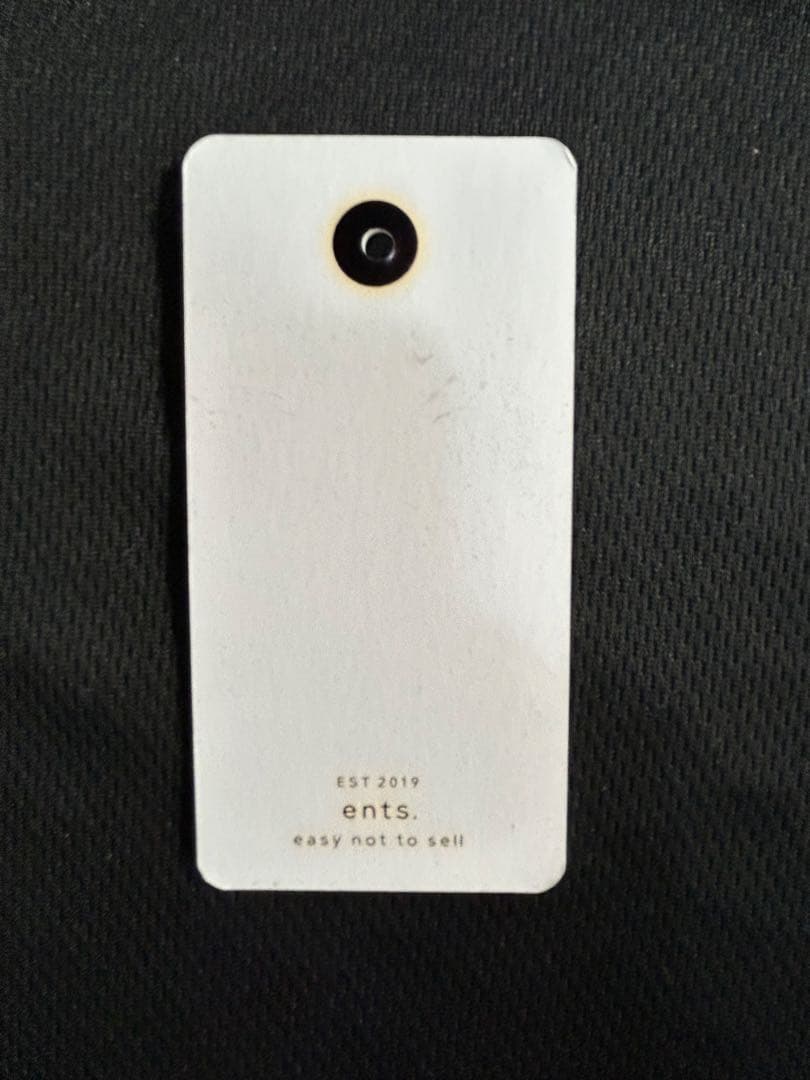 EST 2019
ents.
easy not to sell